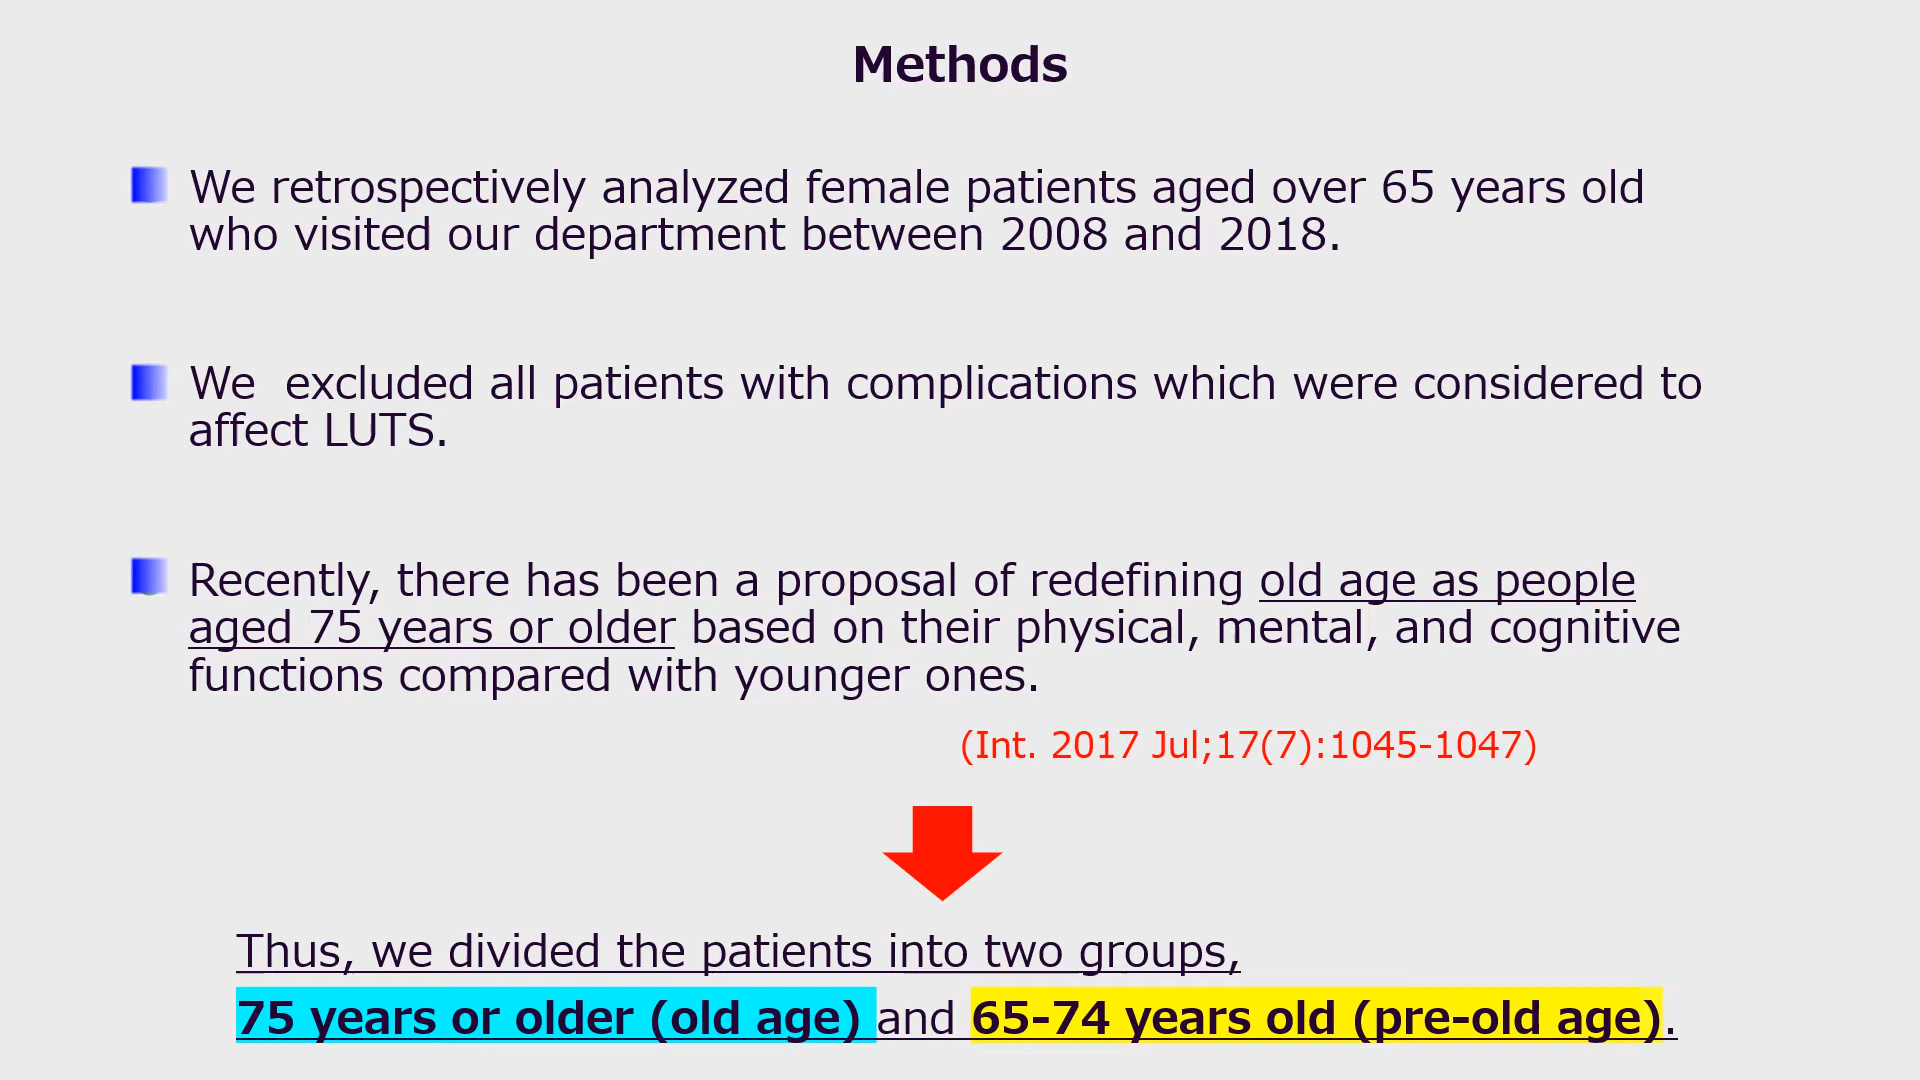 Methods
We retrospectively analyzed female patients aged over 65 years old
who visited our department between 2008 and 2018.
We  excluded all patients with complications which were considered to
affect LUTS.
Recently, there has been a proposal of redefining old age as people
aged 75 years or older based on their physical, mental, and cognitive
functions compared with younger ones.
(Int. 2017 Jul;17(7):1045-1047)
Thus, we divided the patients into two groups,
75 years or older (old age) and 65-74 years old (pre-old age).